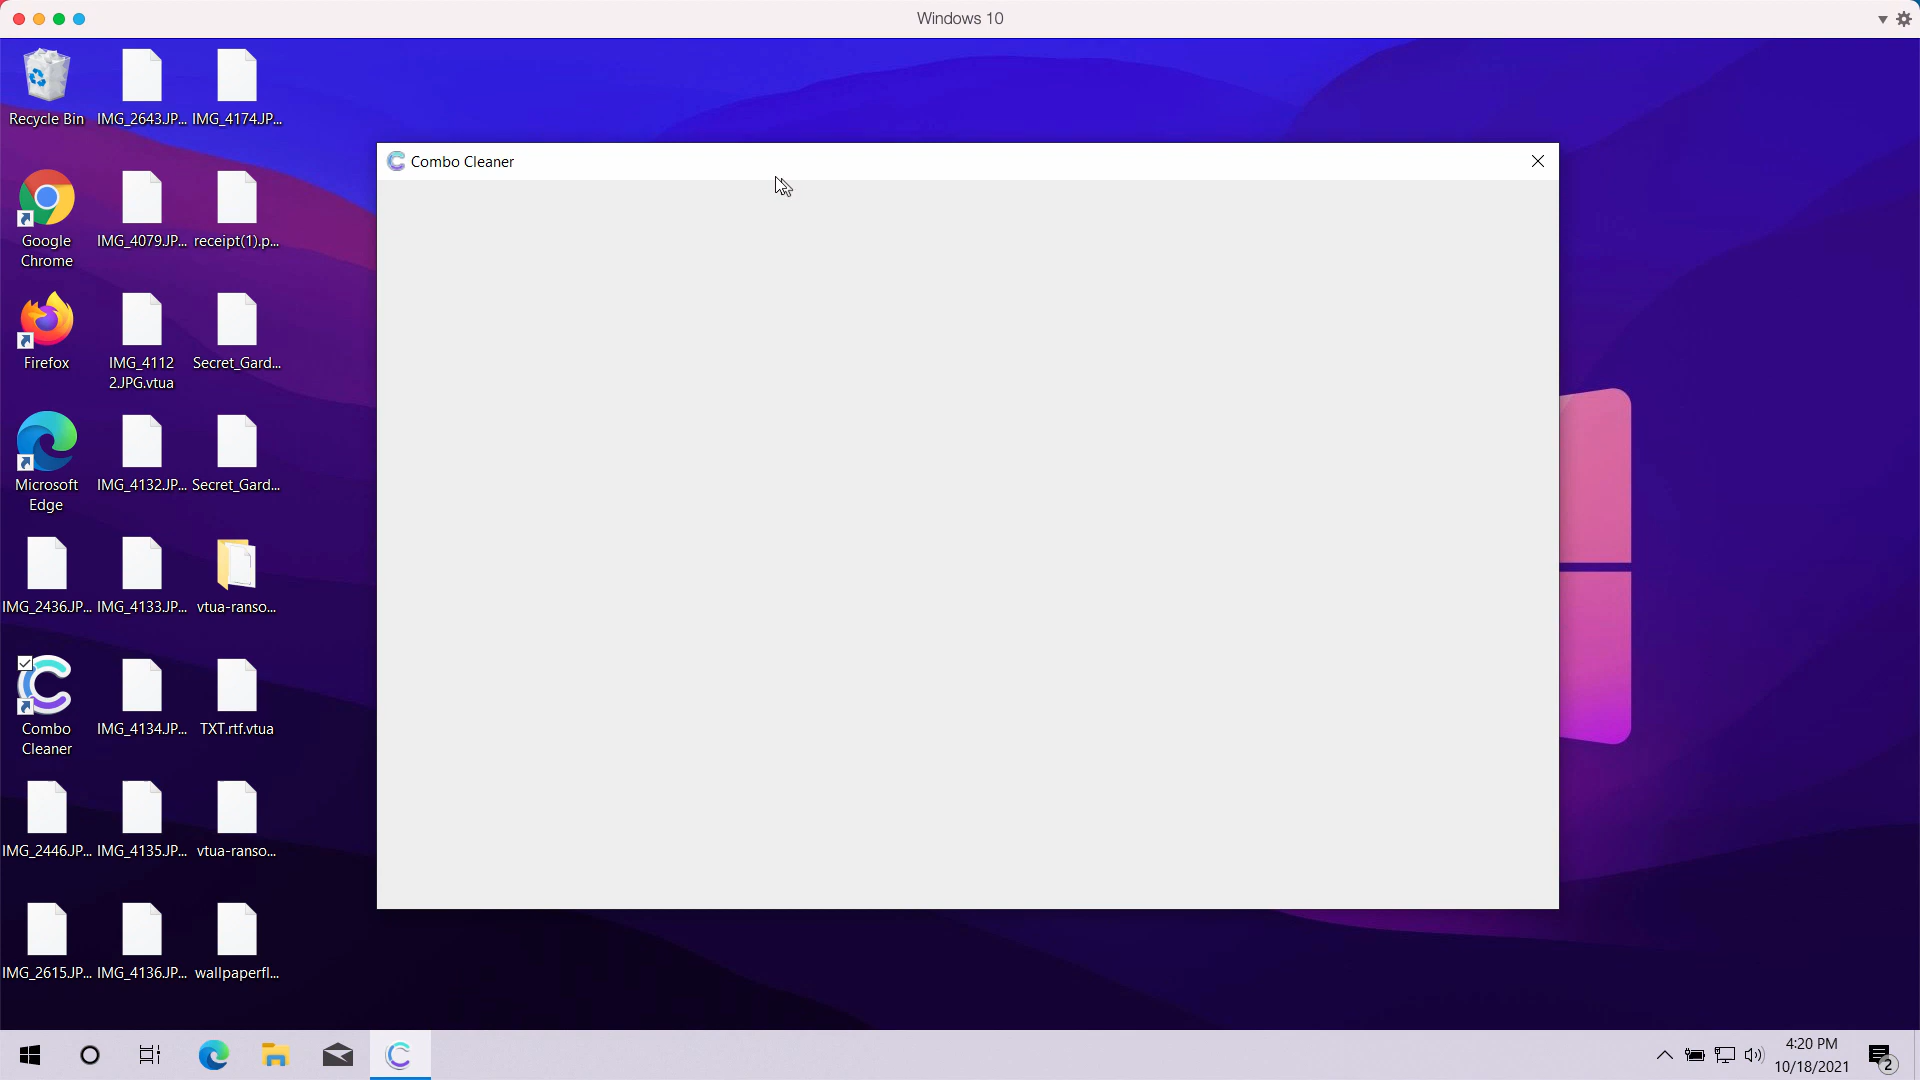 Windows 10
Recycle Bin
IMG_2643.JP...
IMG_4174.JP...
Combo Cleaner
Google
Chrome
IMG_4079.JP...
receipt(1).p...
Firefox
IMG_4112
2.JPG.vtua
Secret_Gard...
Microsoft
Edge
IMG_4132.JP...
Secret_Gard...
IMG_2436.JP...
IMG_4133.JP...
vtua-ranso...
Combo
Cleaner
IMG_4134.JP...
TXT.rtf.vtua
IMG_2446.JP...
IMG_4135.JP...
vtua-ranso...
IMG_2615.JP...
IMG_4136.JP...
wallpaperfl...
4:20 PM
10/18/2021
2